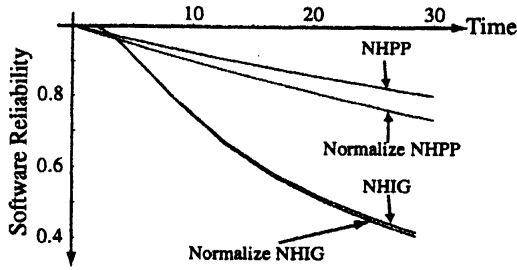 10 20 30 Time
NHPP
0.8
Normalize NHPP
0.6
NHIG
0.4
Normalize NHIG
Software Reliability